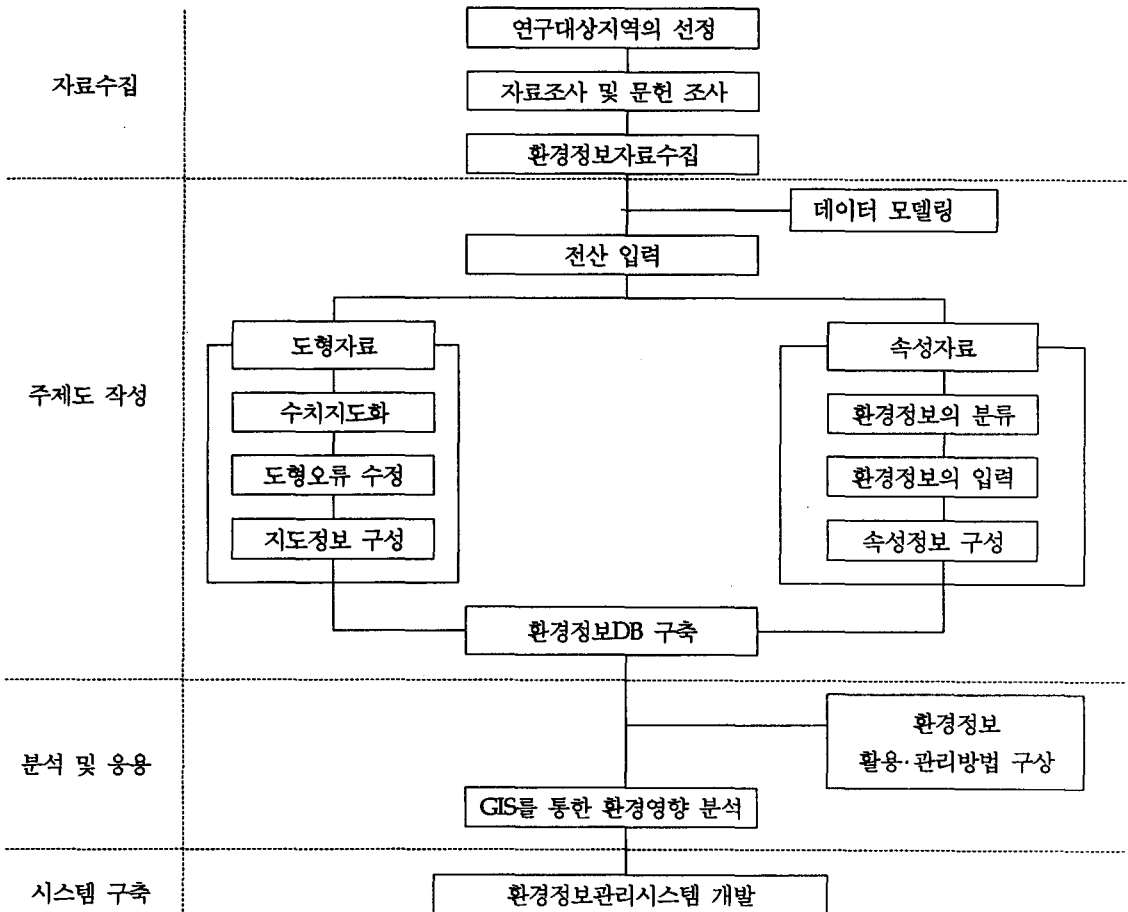 연구대상지역의 선정
자료수집
자료조사 및 문헌 조사
환경정보자료수집
데이터 모델링
전산 입력
도형자료
속성자료
주제도 작성
수치지도화
환경정보의 분류
도형오류 수정
환경정보의 입력
지도정보 구성
속성정보 구성
환경정보DB 구축
환경정보
활용·관리방법 구상
분석 및 응용
GIS를 통한 환경영향 분석
시스템 구축
환경정보관리시스템 개발